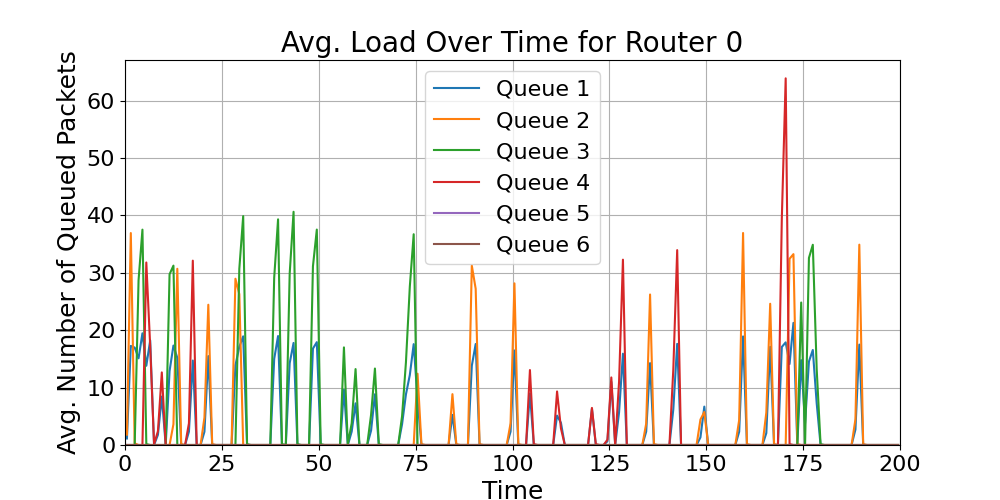 Avg. Load Over Time for Router 0
Avg. Number of Queued Packets
60
50
40
30
20
10
0
Queue 1
Queue 2
Queue 3
Queue 4
Queue 5
Queue 6
0 25 50 75 100 125 150 175 200
Time